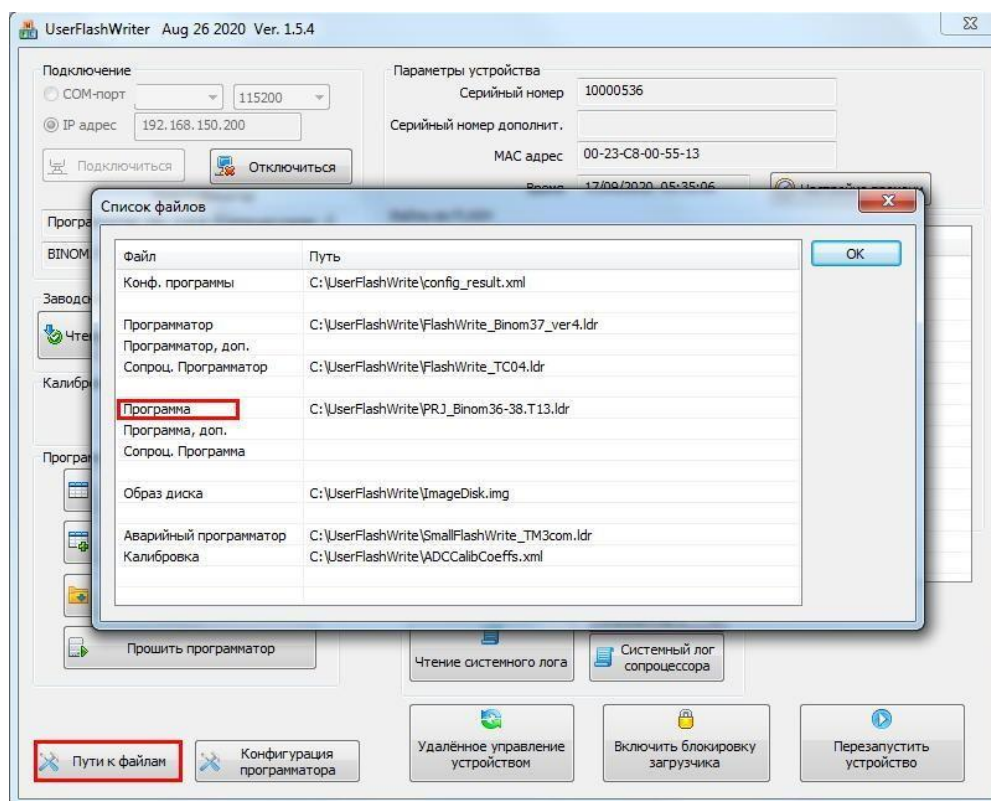 UserFlashWriter Aug 26 2020 Ver. 1.5.4
Подключение
COM-порт 115200
IP адрес 192.168.150.200
Подключиться Отключиться
Параметры устройства
Серийный номер 10000536
Серийный номер дополнит.
MAC адрес 00-23-C8-00-55-13
Время 17/09/2020 05:35:06
BINOM
Список файлов
Файл Путь
OK
Конф. программы C:\UserFlashWrite\config_result.xml
Программатор C:\UserFlashWrite\FlashWrite_Binom37_ver4.ldr
Программатор, доп.
Сопроц. Программатор C:\UserFlashWrite\FlashWrite_TC04.ldr
Программа C:\UserFlashWrite\PRJ_Binom36-38.T13.ldr
Программа, доп.
Сопроц. Программа
Образ диска C:\UserFlashWrite\ImageDisk.img
Аварийный программатор C:\UserFlashWrite\SmallFlashWrite_TM3com.ldr
Калибровка C:\UserFlashWrite\ADCCalibCoeffs.xml
Прошить программатор
Чтение системного лога
Системный лог
сопроцессора
Пути к файлам
Конфигурация
программатора
Удалённое управление
устройством
Включить блокировку
загрузчика
Перезапустить
устройство